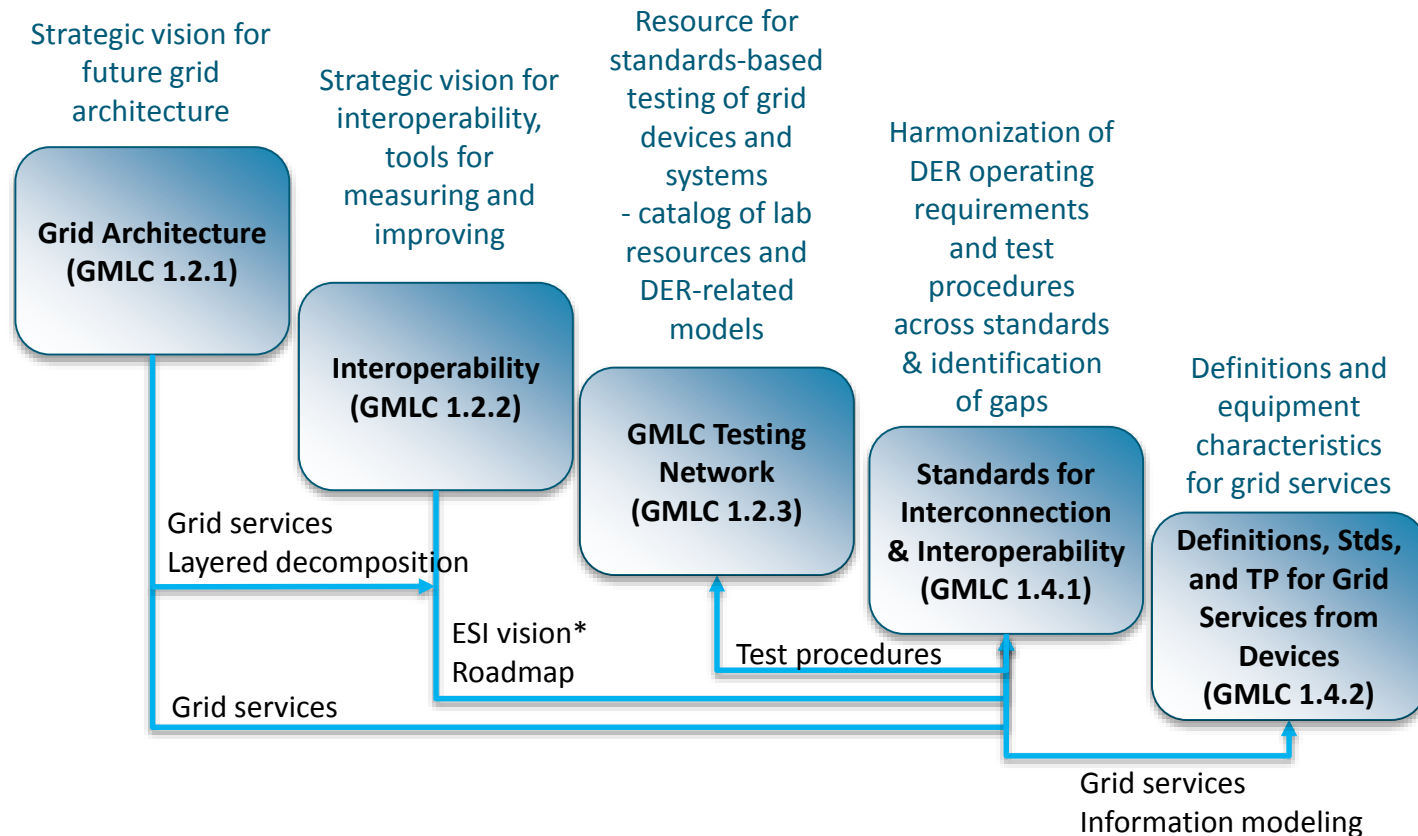 Strategic vision for
future grid
architecture
Grid Architecture
(GMLC 1.2.1)
Strategic vision for
interoperability,
tools for
measuring and
improving
Interoperability
(GMLC 1.2.2)
Resource for
standards-based
testing of grid
devices and
systems
- catalog of lab
resources and
DER-related
models
GMLC Testing
Network
(GMLC 1.2.3)
Harmonization of
DER operating
requirements
and test
procedures
across standards
& identification
of gaps
Standards for
Interconnection
& Interoperability
(GMLC 1.4.1)
Definitions and
equipment
characteristics
for grid services
Definitions, Stds,
and TP for Grid
Services from
Devices
(GMLC 1.4.2)
Grid services
Layered decomposition
ESI vision*
Roadmap
Test procedures
Grid services
Grid services
Information modeling